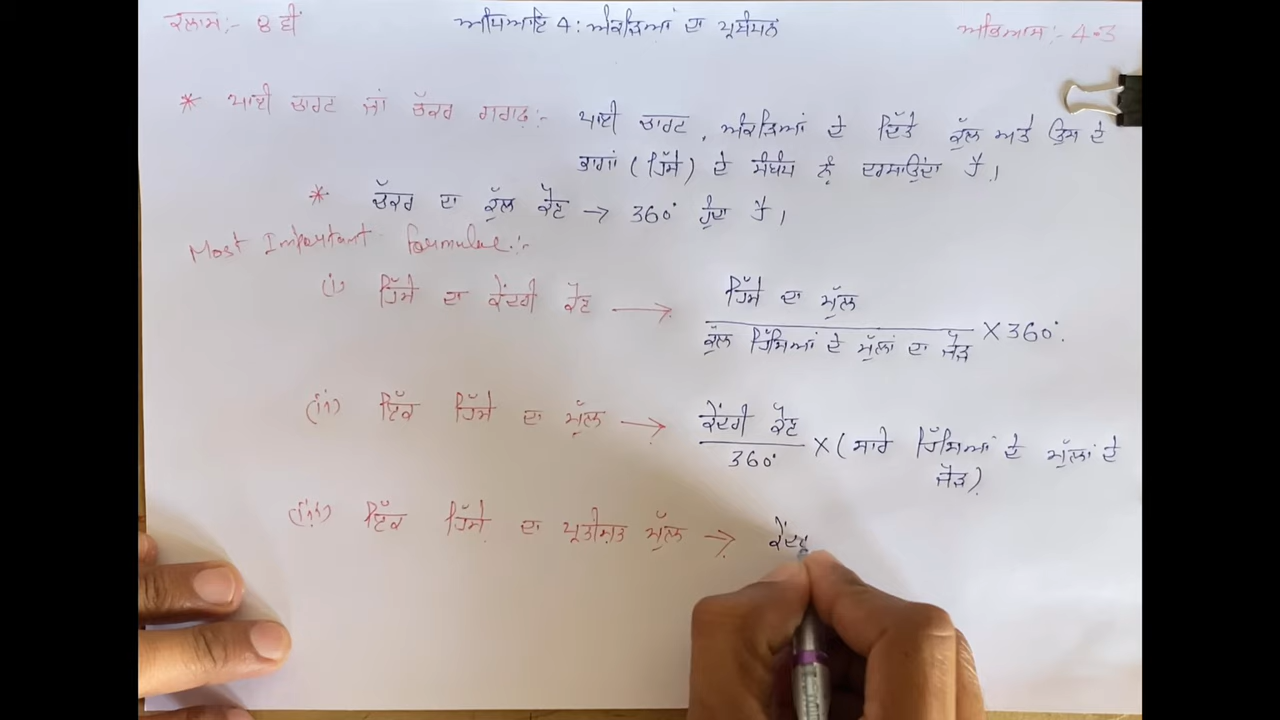 ਕਲਾਸ:- 8 ਵੀਂ
ਅਧਿਆਇ 4: ਅੰਕੜਿਆਂ ਦਾ ਪ੍ਰਬੰਧਨ
ਅਭਿਆਸ:- 4.3
* ਪਾਈ ਚਾਰਟ ਜਾਂ ਚੱਕਰ ਗਰਾਫ਼:- ਪਾਈ ਚਾਰਟ, ਅੰਕੜਿਆਂ ਦੇ ਦਿੱਤੇ ਕੁੱਲ ਅਤੇ ਉਸ ਦੇ
ਭਾਗਾਂ (ਹਿੱਸੇ) ਦੇ ਸੰਬੰਧ ਨੂੰ ਦਰਸਾਉਂਦਾ ਹੈ।
* ਚੱਕਰ ਦਾ ਕੁੱਲ ਕੋਣ → 360° ਹੁੰਦਾ ਹੈ।
Most Important formulae:-
(i) ਹਿੱਸੇ ਦਾ ਕੇਂਦਰੀ ਕੋਣ → ਹਿੱਸੇ ਦਾ ਮੁੱਲ
ਕੁੱਲ ਹਿੱਸਿਆਂ ਦੇ ਮੁੱਲਾਂ ਦਾ ਜੋੜ × 360°
(ii) ਇੱਕ ਹਿੱਸੇ ਦਾ ਮੁੱਲ → ਕੇਂਦਰੀ ਕੋਣ
360° × (ਸਾਰੇ ਹਿੱਸਿਆਂ ਦੇ ਮੁੱਲਾਂ ਦੇ
ਜੋੜ)
(iii) ਇੱਕ ਹਿੱਸੇ ਦਾ ਪ੍ਰਤੀਸ਼ਤ ਮੁੱਲ →